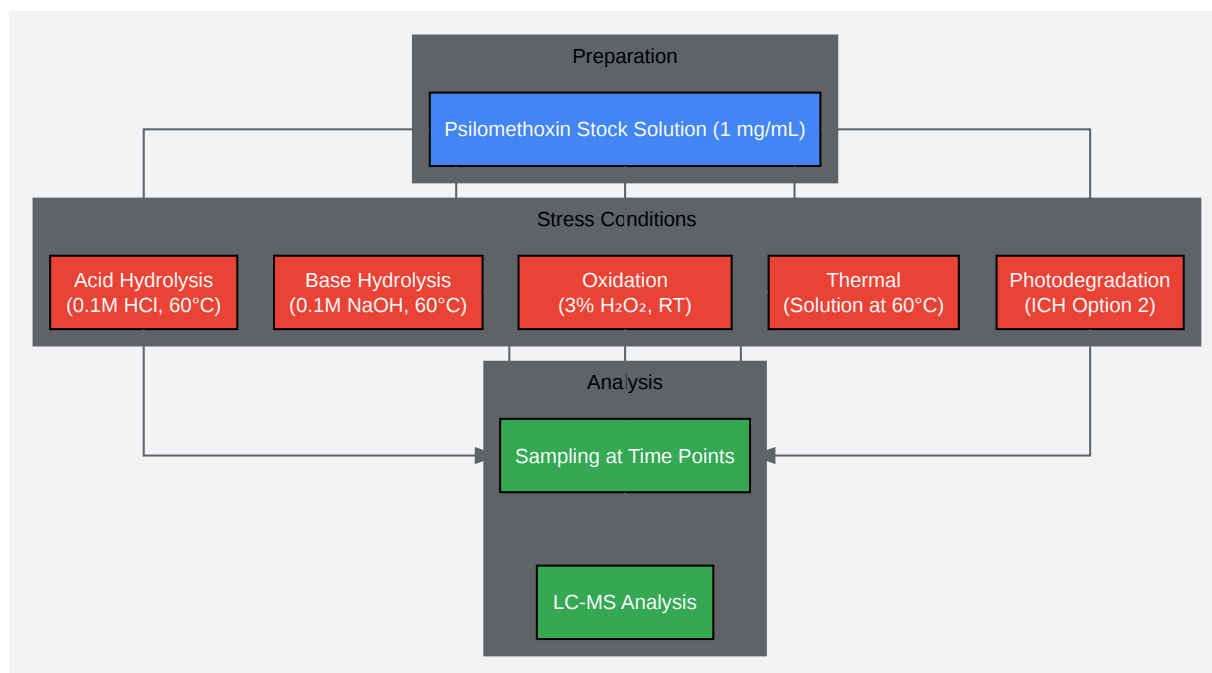 Preparation
Psilomethoxin Stock Solution (1 mg/mL)
Stress Conditions
Acid Hydrolysis
(0.1M HCl, 60°C)
Base Hydrolysis
(0.1M NaOH, 60°C)
Oxidation
(3% H₂O₂, RT)
Thermal
(Solution at 60°C)
Photodegradation
(ICH Option 2)
Analysis
Sampling at Time Points
LC-MS Analysis